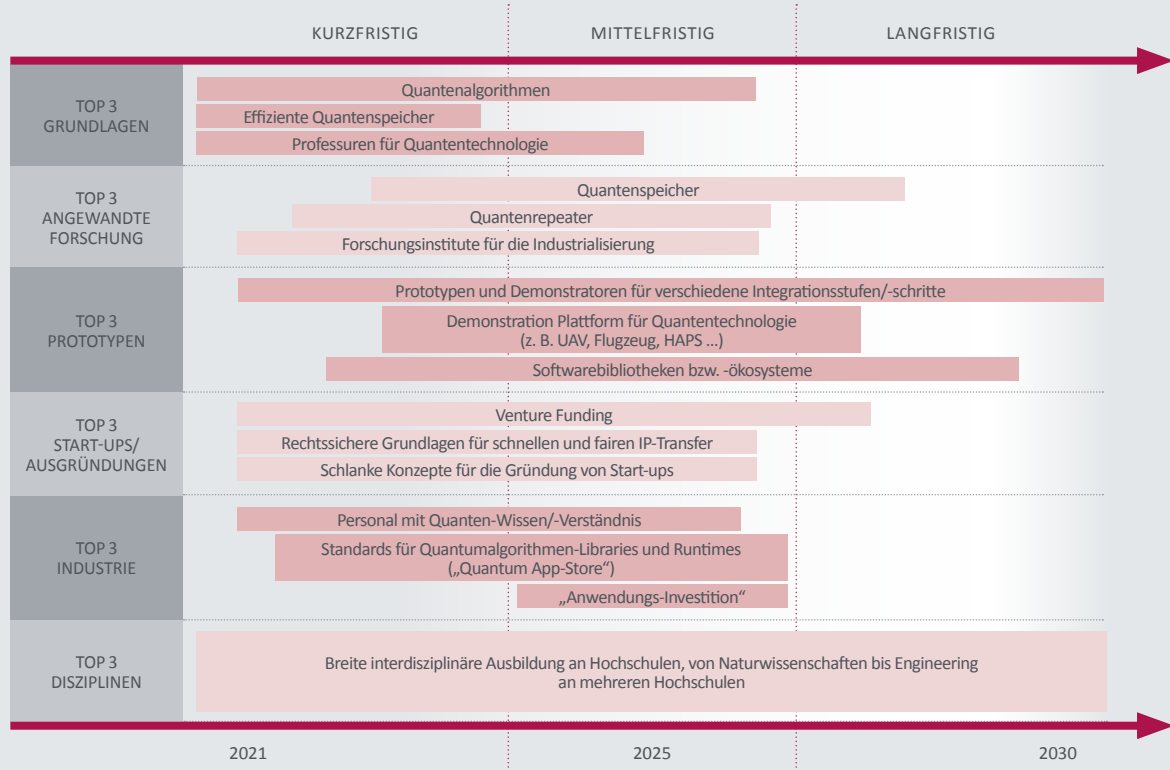 KURZFRISTIG
MITTELFRISTIG
LANGFRISTIG
TOP 3
GRUNDLAGEN
Quantenalgorithmen
Effiziente Quantenspeicher
Professuren für Quantentechnologie
TOP 3
ANGEWANDTE
FORSCHUNG
Quantenspeicher
Quantenrepeater
Forschungsinstitute für die Industrialisierung
TOP 3
PROTOTYPEN
Prototypen und Demonstratoren für verschiedene Integrationsstufen/-schritte
Demonstration Plattform für Quantentechnologie
(z. B. UAV, Flugzeug, HAPS ...)
Softwarebibliotheken bzw. -ökosysteme
TOP 3
START-UPS/
AUSGRÜNDUNGEN
Venture Funding
Rechtssichere Grundlagen für schnellen und fairen IP-Transfer
Schlanke Konzepte für die Gründung von Start-ups
TOP 3
INDUSTRIE
Personal mit Quanten-Wissen/-Verständnis
Standards für Quantumalgorithmen-Libraries und Runtimes
(„Quantum App-Store“)
„Anwendungs-Investition“
TOP 3
DISZIPLINEN
Breite interdisziplinäre Ausbildung an Hochschulen, von Naturwissenschaften bis Engineering
an mehreren Hochschulen
2021
2025
2030